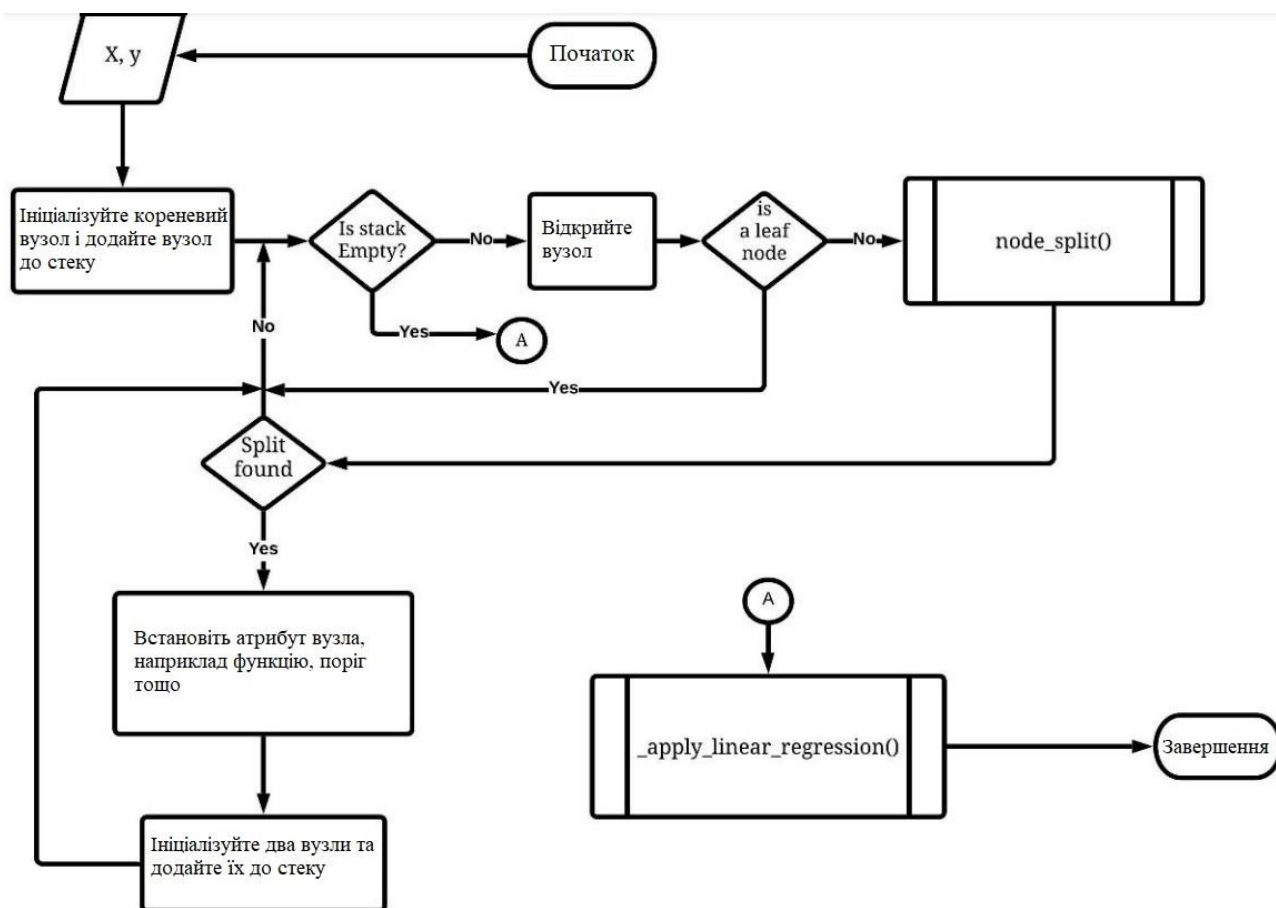 X, y
Початок
Ініціалізуйте кореневий
вузол і додайте вузол
до стеку
Is stack
Empty?
No
Відкрийте
вузол
is
a leaf
node
No
node_split()
Yes
A
No
Yes
Split
found
Yes
Встановіть атрибут вузла,
наприклад функцію, поріг
тощо
Ініціалізуйте два вузли та
додайте їх до стеку
A
_apply_linear_regression()
Завершення